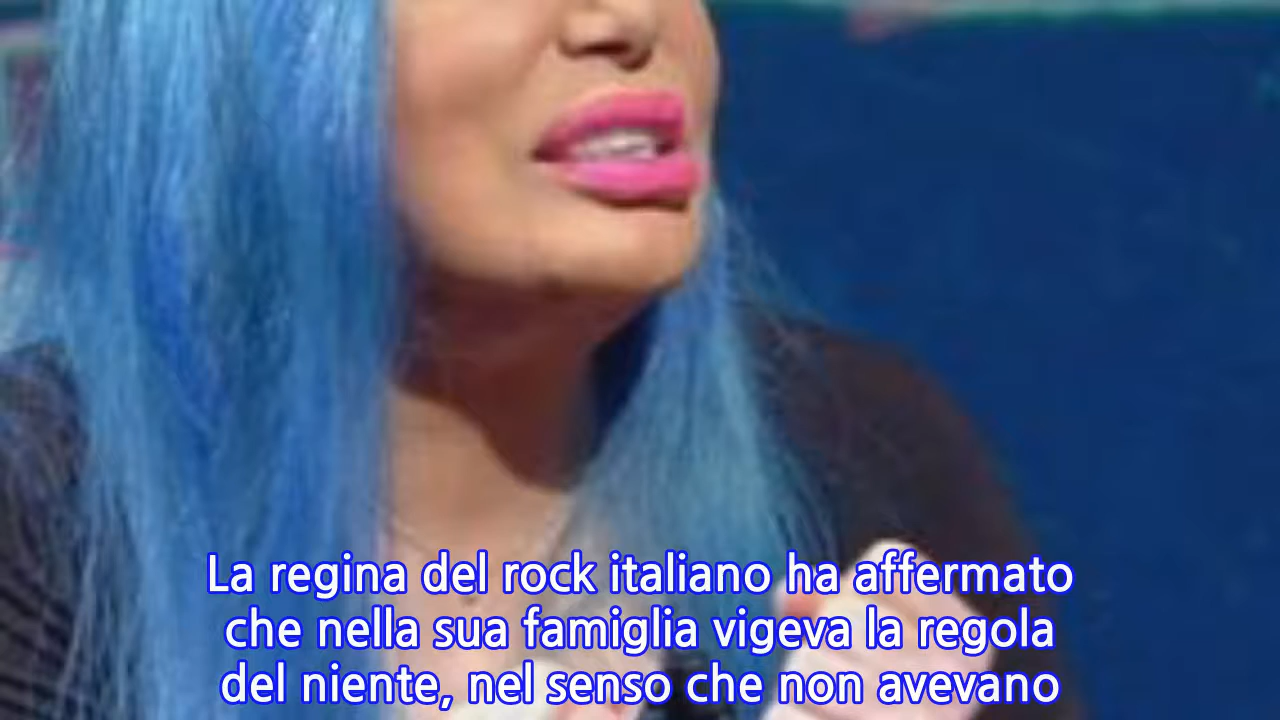 La regina del rock italiano ha affermato
che nella sua famiglia vigeva la regola
del niente, nel senso che non avevano